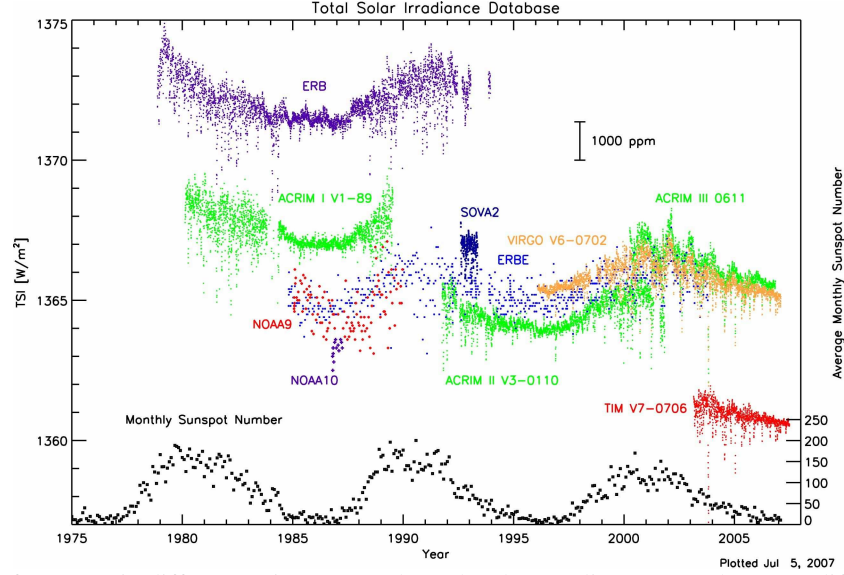 Total Solar Irradiance Database
1375
ERB
1000 ppm
1370
ACRIM I V1-89
ACRIM III 0611
SOVA2
VIRGO V6-0702
ERBE
TSI [W/m²]
1365
NOAA9
NOAA10
ACRIM II V3-0110
TIM V7-0706
Average Monthly Sunspot Number
Monthly Sunspot Number
250
1360
200
150
100
50
0
1975 1980 1985 1990 1995 2000 2005
Year
Plotted Jul 5, 2007